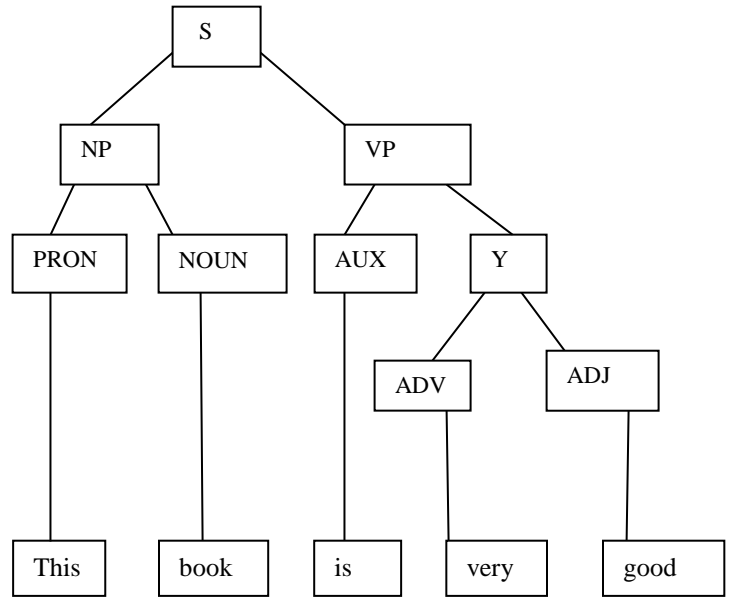 S
NP VP
PRON NOUN AUX Y
ADV ADJ
This book is very good